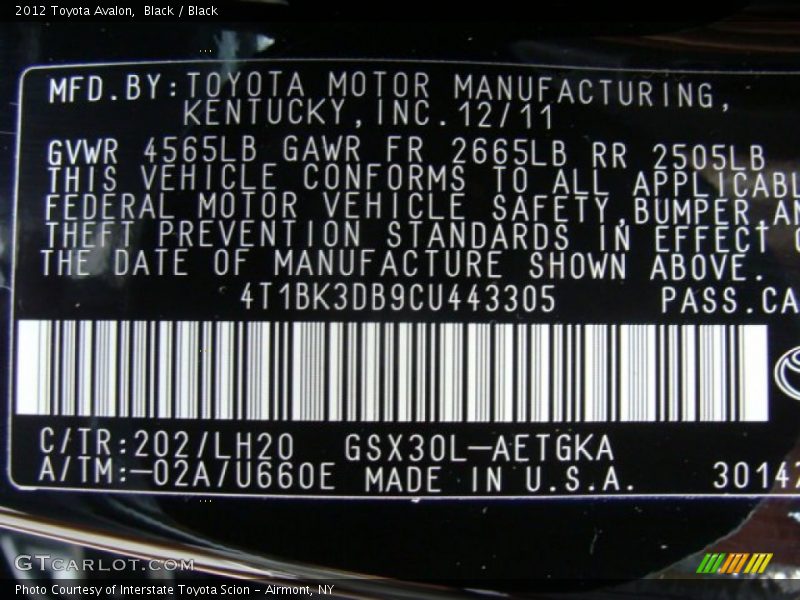 2012 Toyota Avalon,  Black / Black
MFD.BY:TOYOTA MOTOR MANUFACTURING,
KENTUCKY,INC.12/11
GVWR 4565LB GAWR FR 2665LB RR 2505LB
THIS VEHICLE CONFORMS TO ALL APPLICABL
FEDERAL MOTOR VEHICLE SAFETY,BUMPER,AN
THEFT PREVENTION STANDARDS IN EFFECT O
THE DATE OF MANUFACTURE SHOWN ABOVE.
4T1BK3DB9CU443305 PASS.CA
C/TR:202/LH20 GSX30L-AETGKA
A/TM:-02A/U660E MADE IN U.S.A. 30147
GTCARLOT.COM
Photo Courtesy of Interstate Toyota Scion - Airmont, NY